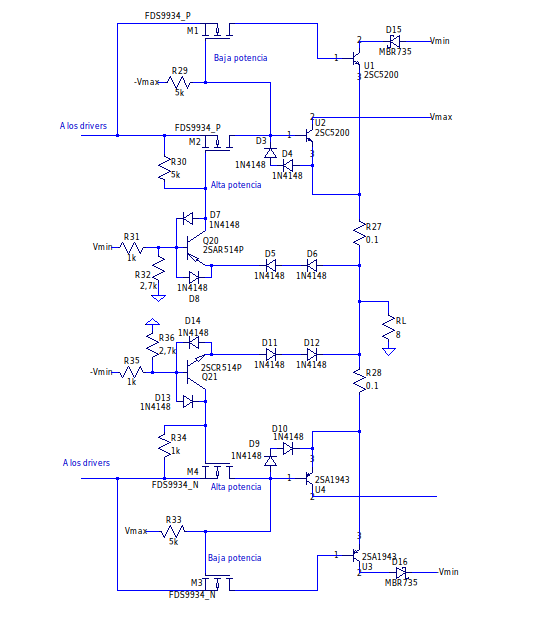 FDS9934_P
M1
D15
2
Vmin
MBR735
Baja potencia
1
U1
2SC5200
3
R29
-Vmax
5k
2
Vmax
U2
2SC5200
A los drivers
FDS9934_P
1
M2
D3
D4
3
1N4148
1N4148
R30
5k
Alta potencia
D7
1N4148
R27
0.1
R31
Vmin
1k
Q20
2SAR514P
D5
D6
R32
2,7k
1N4148
1N4148
1N4148
D8
RL
8
D14
1N4148
R36
2,7k
D11
D12
R35
-Vmin
1k
2SCR514P
Q21
1N4148
1N4148
R28
0.1
D13
1N4148
D10
1N4148
R34
1k
D9
1N4148
3
A los drivers
M4
1
2SA1943
U4
FDS9934_N
Alta potencia
2
R33
Vmax
5k
3
Baja potencia
1
2SA1943
U3
D16
2
Vmin
MBR735
M3
FDS9934_N